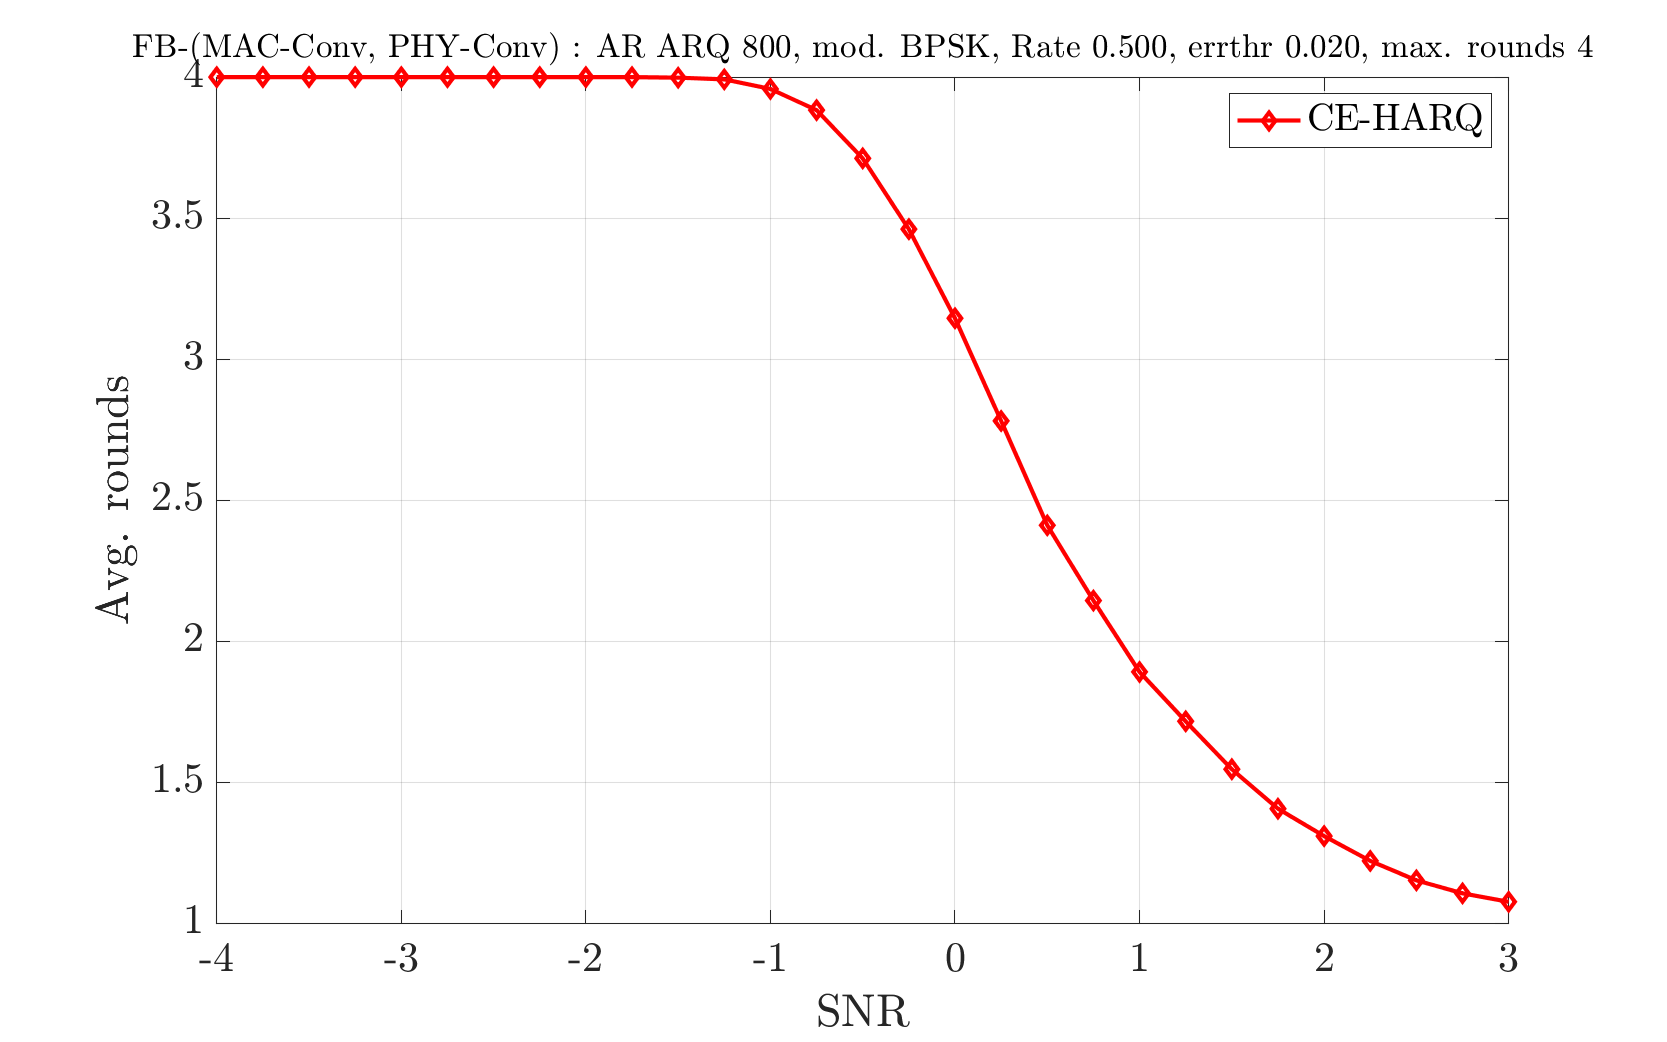 FB-(MAC-Conv, PHY-Conv) : AR ARQ 800, mod. BPSK, Rate 0.500, errthr 0.020, max. rounds 4
CE-HARQ
4
3.5
3
2.5
2
1.5
1
Avg. rounds
-4 -3 -2 -1 0 1 2 3
SNR